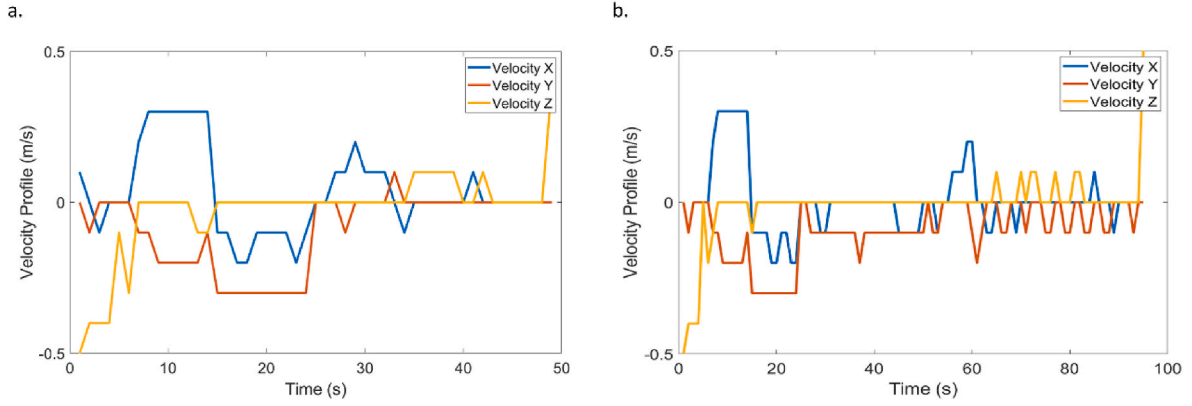 a.
0.5
0
-0.5
Velocity Profile (m/s)
Velocity X
Velocity Y
Velocity Z
0
10
20
30
40
50
Time (s)
b.
0.5
0
-0.5
Velocity Profile (m/s)
Velocity X
Velocity Y
Velocity Z
0
20
40
60
80
100
Time (s)